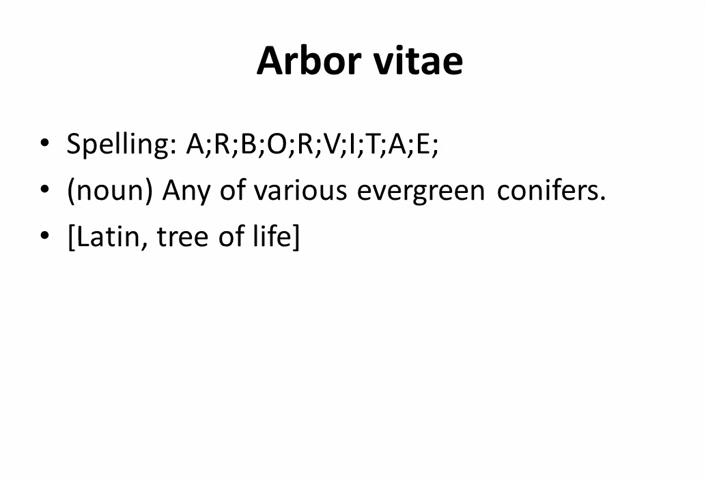 Arbor vitae
• Spelling: A;R;B;O;R;V;I;T;A;E;
• (noun) Any of various evergreen conifers.
• [Latin, tree of life]